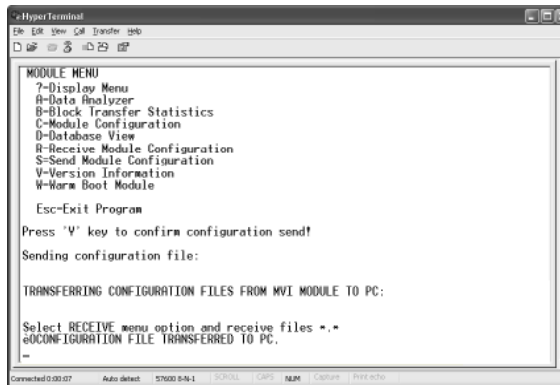 HyperTerminal
File Edit View Call Transfer Help
MODULE MENU
?=Display Menu
A=Data Analyzer
B=Block Transfer Statistics
C=Module Configuration
D=Database View
R=Receive Module Configuration
S=Send Module Configuration
V=Version Information
W=Warm Boot Module
Esc=Exit Program
Press 'Y' key to confirm configuration send!
Sending configuration file:
TRANSFERRING CONFIGURATION FILES FROM MVI MODULE TO PC:
Select RECEIVE menu option and receive files *.*
èOCONFIGURATION FILE TRANSFERRED TO PC.
_
Connected 0:00:07 Auto detect 57600 8-N-1 SCROLL CAPS NUM Capture Print echo